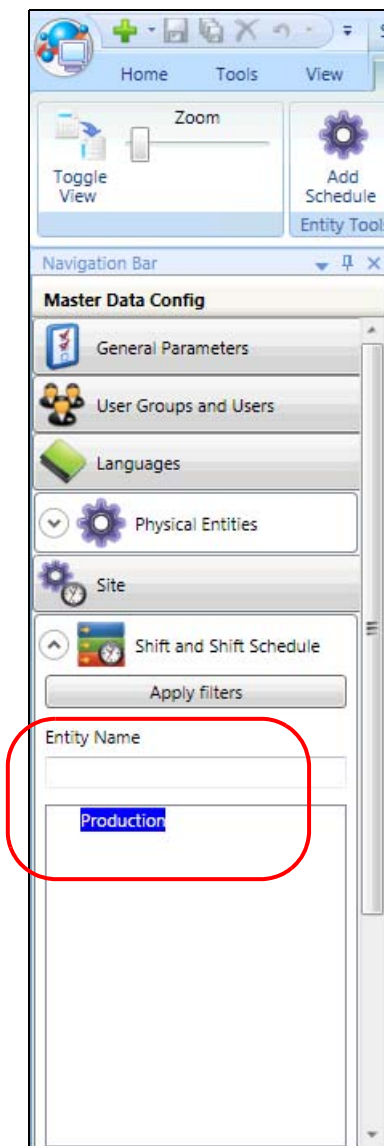 S
Home Tools View
Zoom
Toggle
View
Add
Schedule
Entity Tool
Navigation Bar
Master Data Config
General Parameters
User Groups and Users
Languages
Physical Entities
Site
Shift and Shift Schedule
Apply filters
Entity Name
Production